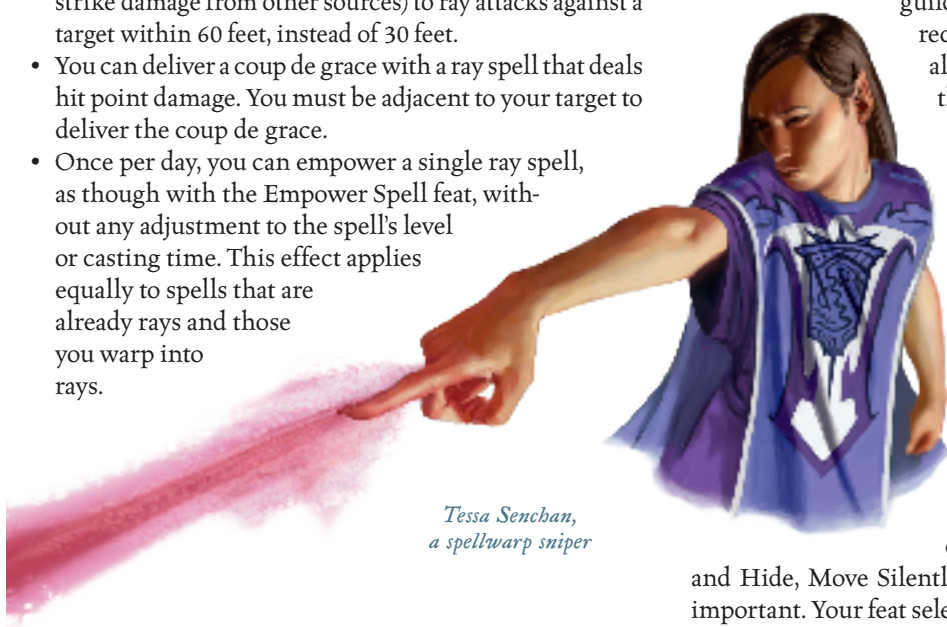 strike damage from other sources) to ray attacks against a
target within 60 feet, instead of 30 feet.
• You can deliver a coup de grace with a ray spell that deals
hit point damage. You must be adjacent to your target to
deliver the coup de grace.
• Once per day, you can empower a single ray spell,
as though with the Empower Spell feat, with-
out any adjustment to the spell's level
or casting time. This effect applies
equally to spells that are
already rays and those
you warp into
rays.
Tessa Senchan,
a spellwarp sniper
and Hide, Move Silentl
important. Your feat sele